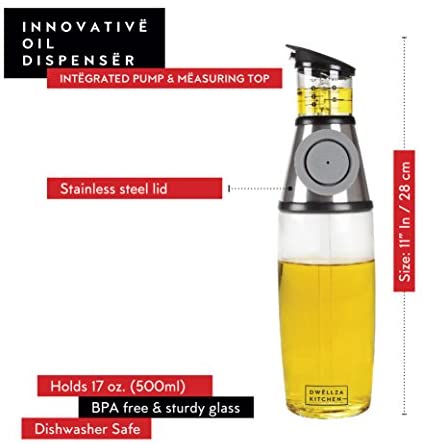 INNOVATIVË
OIL
DISPENSËR
INTËGRATED PUMP & MËASURING TOP
Stainless steel lid
Size: 11" In / 28 cm
DWËLLZA
KITCHEN
Holds 17 oz. (500ml)
BPA free & sturdy glass
Dishwasher Safe